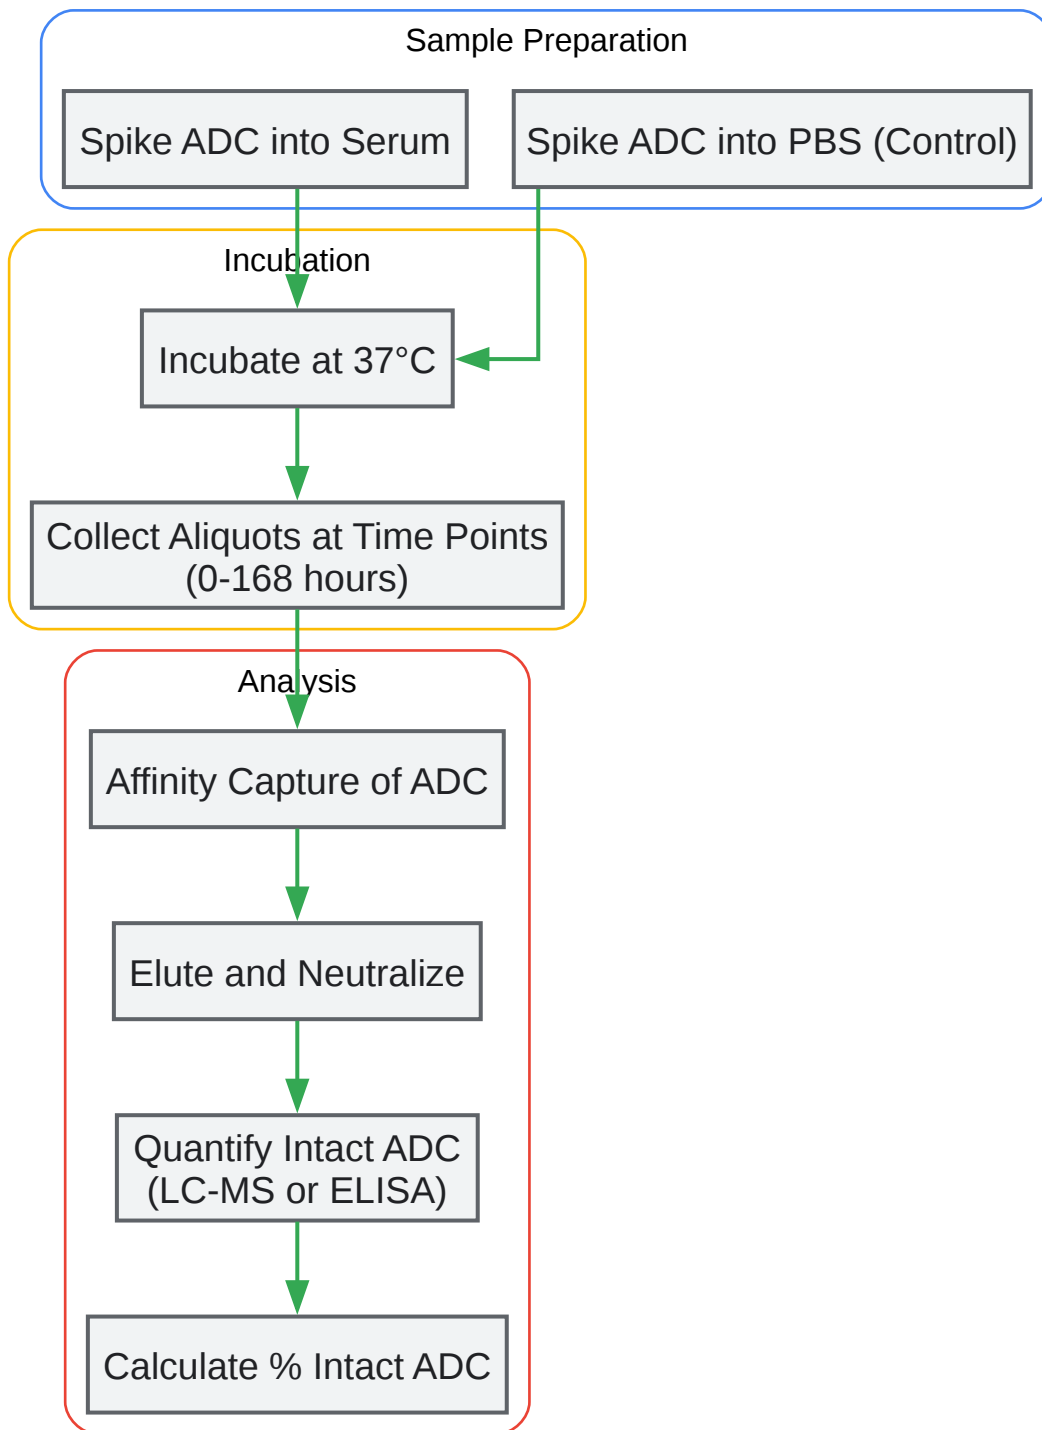 Sample Preparation
Spike ADC into Serum
Spike ADC into PBS (Control)
Incubation
Incubate at 37°C
Collect Aliquots at Time Points
(0-168 hours)
Analysis
Affinity Capture of ADC
Elute and Neutralize
Quantify Intact ADC
(LC-MS or ELISA)
Calculate % Intact ADC